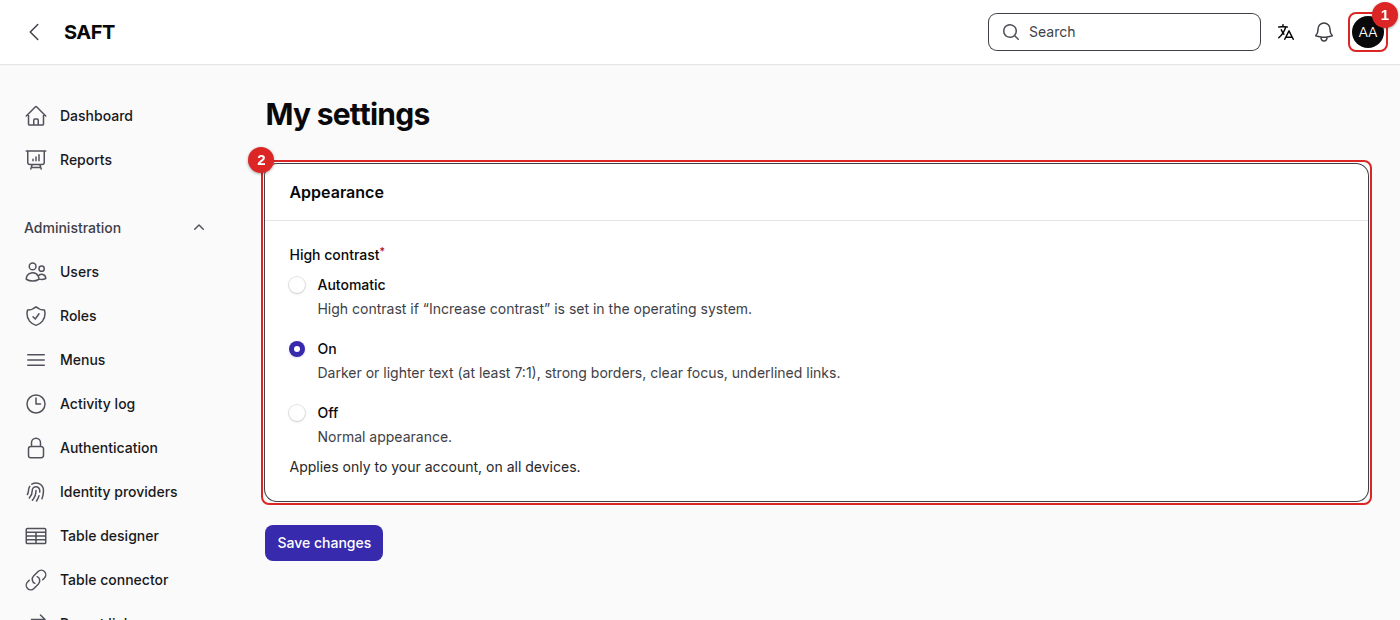 SAFT
Search
AA
1
Dashboard
Reports
Administration
Users
Roles
Menus
Activity log
Authentication
Identity providers
Table designer
Table connector
My settings
2
Appearance
High contrast*
Automatic
High contrast if “Increase contrast” is set in the operating system.
On
Darker or lighter text (at least 7:1), strong borders, clear focus, underlined links.
Off
Normal appearance.
Applies only to your account, on all devices.
Save changes